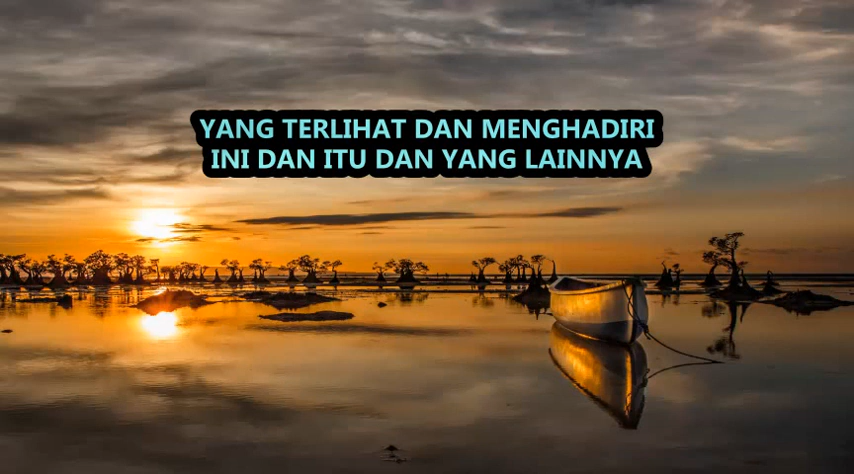 YANG TERLIHAT DAN MENGHADIRI
INI DAN ITU DAN YANG LAINNYA